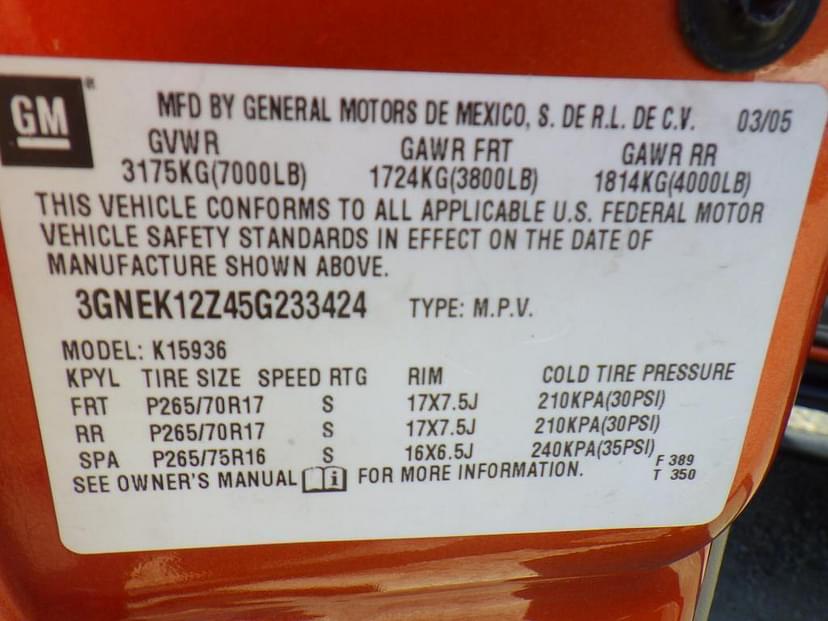 GM ®
MFD BY GENERAL MOTORS DE MEXICO, S. DE R.L. DE C.V. 03/05
GVWR GAWR FRT GAWR RR
3175KG(7000LB) 1724KG(3800LB) 1814KG(4000LB)
THIS VEHICLE CONFORMS TO ALL APPLICABLE U.S. FEDERAL MOTOR
VEHICLE SAFETY STANDARDS IN EFFECT ON THE DATE OF
MANUFACTURE SHOWN ABOVE.
3GNEK12Z45G233424 TYPE: M.P.V.
MODEL: K15936
KPYL TIRE SIZE SPEED RTG RIM COLD TIRE PRESSURE
FRT P265/70R17 S 17X7.5J 210KPA(30PSI)
RR P265/70R17 S 17X7.5J 210KPA(30PSI)
SPA P265/75R16 S 16X6.5J 240KPA(35PSI) F 389
SEE OWNER'S MANUAL i FOR MORE INFORMATION. T 350